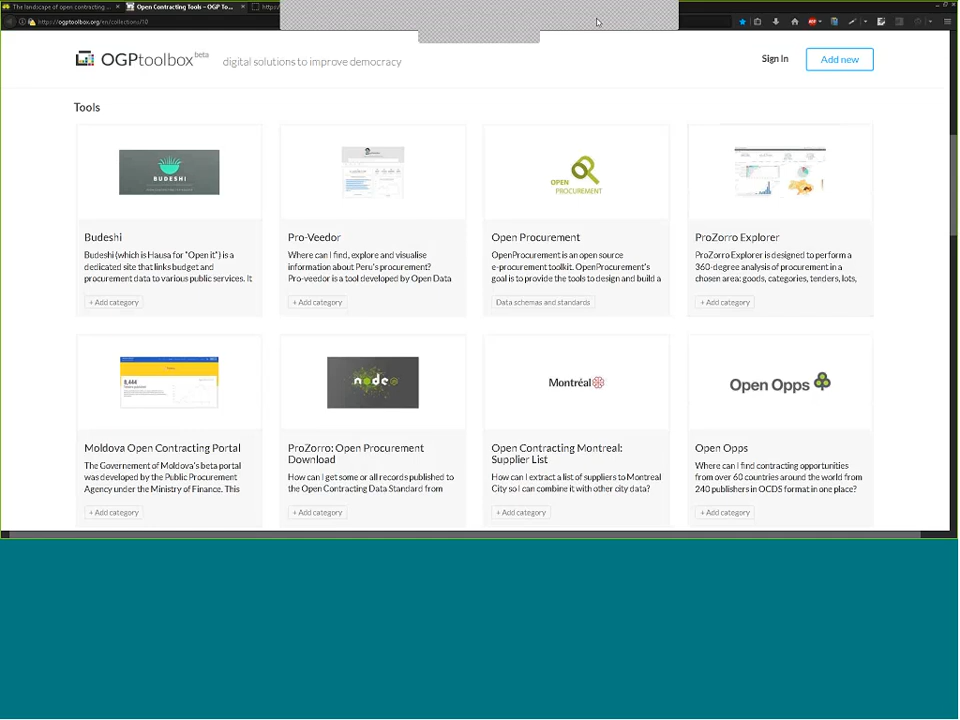 The landscape of open contracting ...
Open Contracting Tools – OGP To...
http://ogptoolbox.org/en/collections/10
OGPtoolbox beta
digital solutions to improve democracy
Sign In
Add new
Tools
BUDESHI
OPEN
PROCUREMENT
Budeshi
Budeshi (which is Hausa for "Open it") is a
dedicated site that links budget and
procurement data to various public services. It
+ Add category
Pro-Veedor
Where can I find, explore and visualise
information about Peru's procurement?
Pro-veedor is a tool developed by Open Data
+ Add category
Open Procurement
OpenProcurement is an open source
e-procurement toolkit. OpenProcurement's
goal is to provide the tools to design and build a
Data schemas and standards
ProZorro Explorer
ProZorro Explorer is designed to perform a
360-degree analysis of procurement in a
chosen area: goods, categories, tenders, lots,
+ Add category
8,444
node
Montréal
Open Opps
Moldova Open Contracting Portal
The Governement of Moldova's beta portal
was developed by the Public Procurement
Agency under the Ministry of Finance. This
+ Add category
ProZorro: Open Procurement
Download
How can I get some or all records published to
the Open Contracting Data Standard from
+ Add category
Open Contracting Montreal:
Supplier List
How can I extract a list of suppliers to Montreal
City so I can combine it with other city data?
+ Add category
Open Opps
Where can I find contracting opportunities
from over 60 countries around the world from
240 publishers in OCDS format in one place?
+ Add category